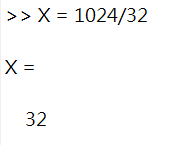 >> X = 1024/32
X =
32